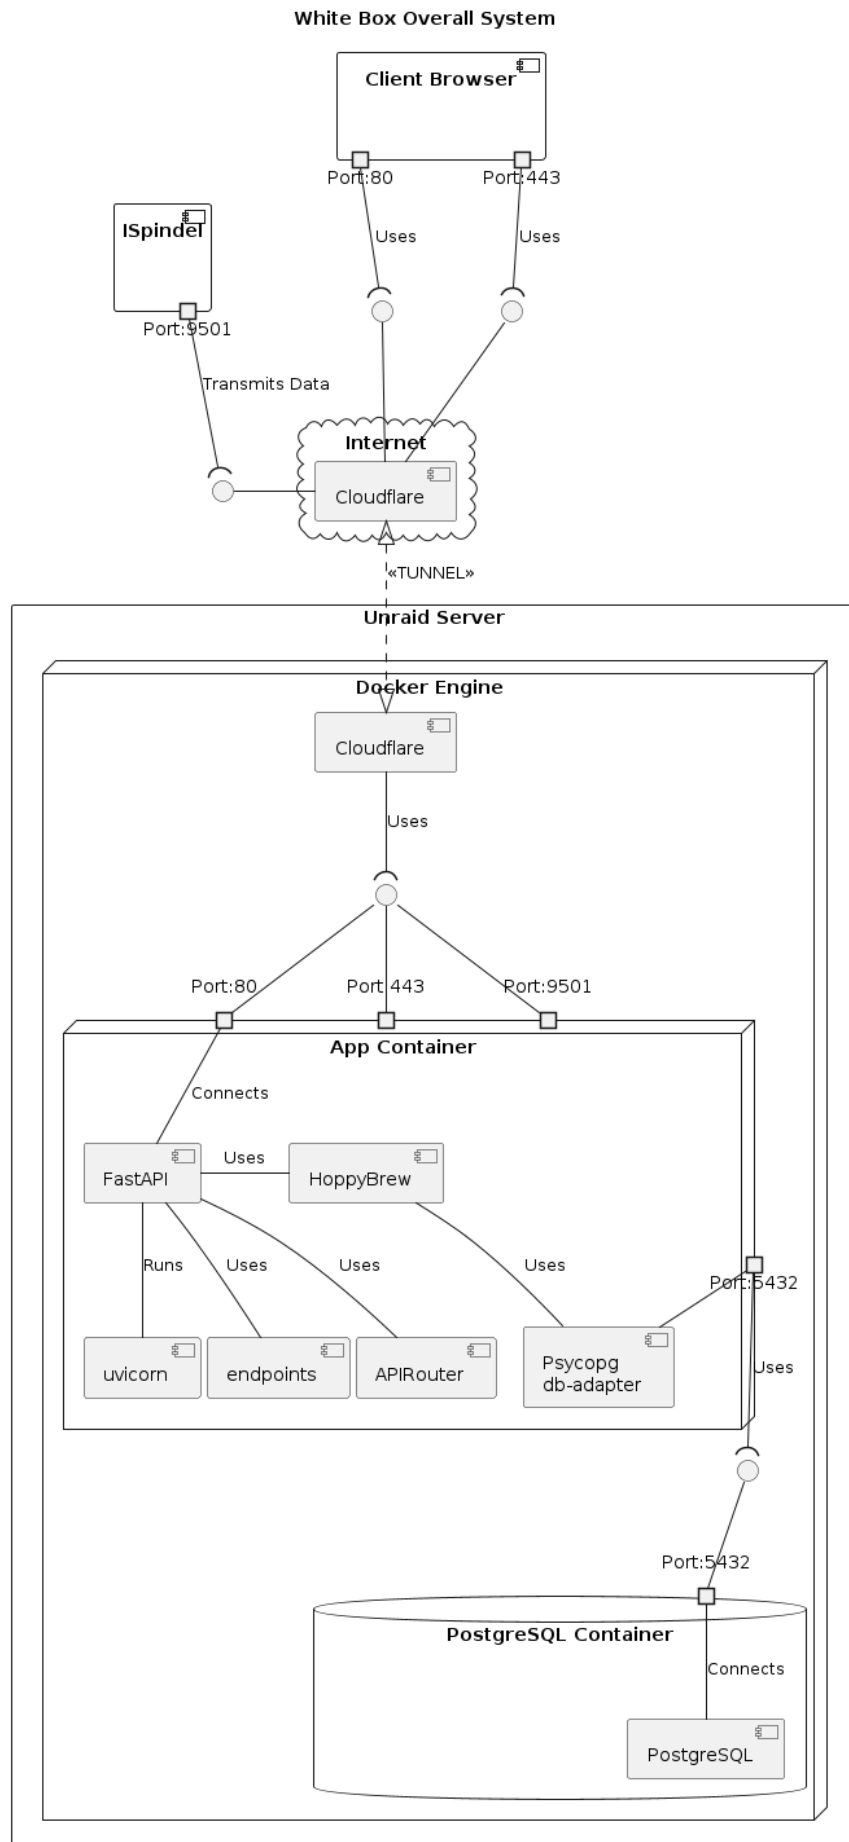 White Box Overall System
Client Browser
Port:80
Port:443
ISpindel
Uses
Uses
Port:9501
Transmits Data
Internet
Cloudflare
«TUNNEL»
Unraid Server
Docker Engine
Cloudflare
Uses
Port:80
Port:443
Port:9501
App Container
Connects
FastAPI
Uses
HoppyBrew
Runs
Uses
Uses
Uses
Port:5432
uvicorn
endpoints
APIRouter
Psycopg
db-adapter
Uses
Port:5432
PostgreSQL Container
Connects
PostgreSQL